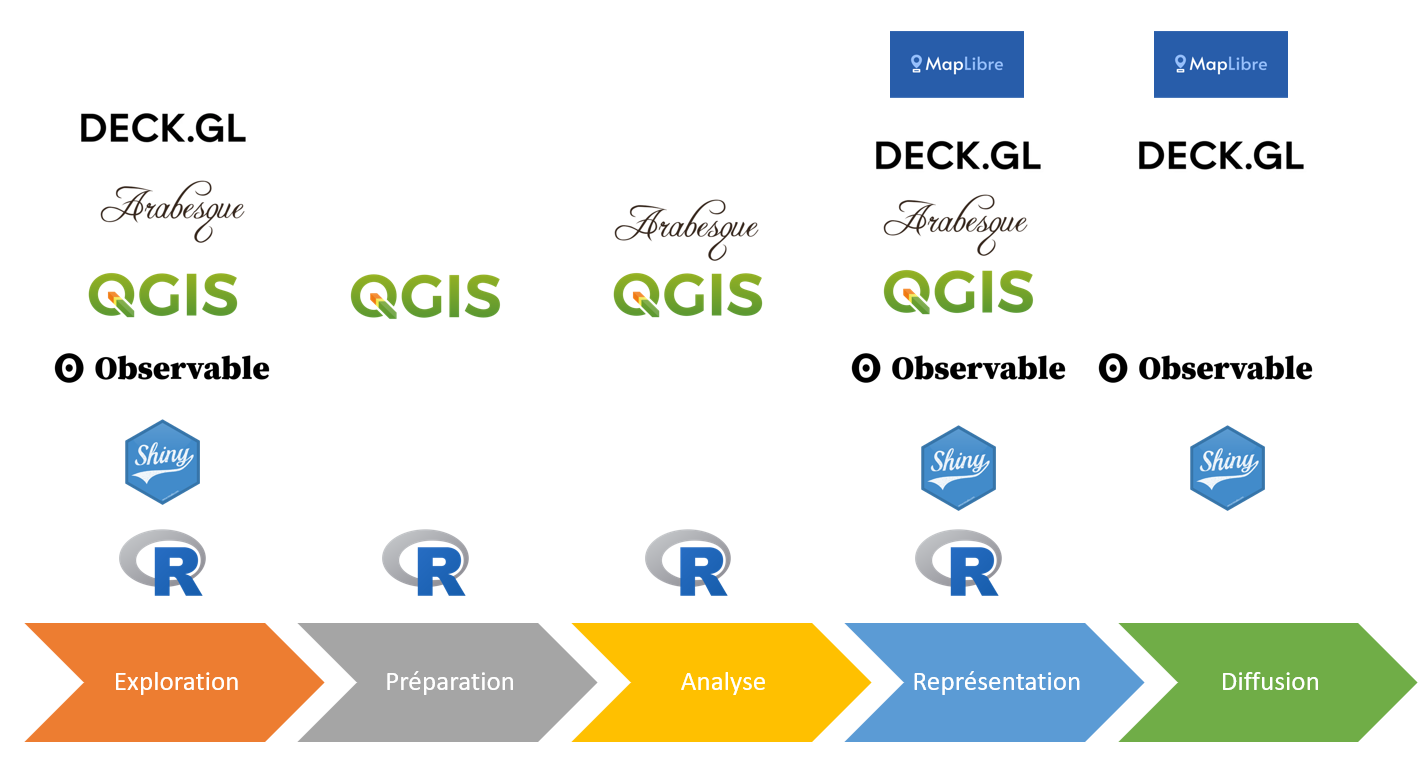 MapLibre
MapLibre
DECK.GL
DECK.GL
DECK.GL
Arabesque
Arabesque
Arabesque
QGIS
QGIS
QGIS
QGIS
Observable
Observable
Observable
Shiny
Shiny
Shiny
R
R
R
R
Exploration
Préparation
Analyse
Représentation
Diffusion